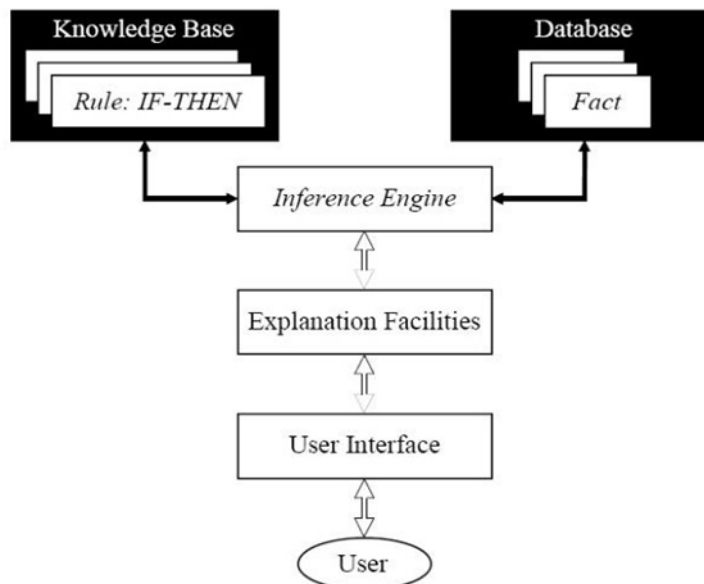 Knowledge Base
Database
Rule: IF-THEN
Fact
Inference Engine
Explanation Facilities
User Interface
User